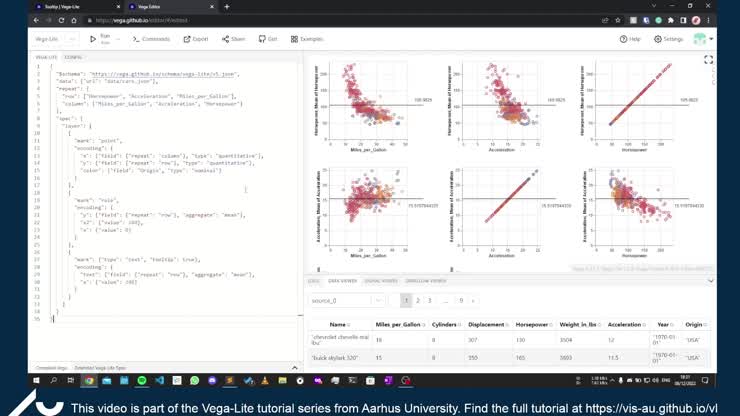 Tooltip | Vega-Lite
Vega Editor
https://vega.github.io/editor/#/edited
Vega-Lite
Run
Commands
Export
Share
Gist
Examples
Help
Settings
VEGA-LITE
CONFIG
{
"$schema": "https://vega.github.io/schema/vega-lite/v5.json",
"data": {"url": "data/cars.json"},
"repeat": {
"row": ["Horsepower", "Acceleration", "Miles_per_Gallon"],
"column": ["Miles_per_Gallon", "Acceleration", "Horsepower"]
},
"spec": {
"layer": [
{
"mark": "point",
"encoding": {
"x": {"field": {"repeat": "column"}, "type": "quantitative"},
"y": {"field": {"repeat": "row"}, "type": "quantitative"},
"color": {"field": "Origin", "type": "nominal"}
}
},
{
"mark": "rule",
"encoding": {
"y": {"field": {"repeat": "row"}, "aggregate": "mean"},
"x2": {"value": 200},
"x": {"value": 0}
}
},
{
"mark": {"type": "text", "tooltip": true},
"encoding": {
"text": {"field": {"repeat": "row"}, "aggregate": "mean"},
"x": {"value": 240}
}
}
]
}
}
Horsepower, Mean of Horsepower
Miles_per_Gallon
Acceleration
Horsepower
Acceleration, Mean of Acceleration
Miles_per_Gallon
Acceleration
Horsepower
LOGS
DATA VIEWER
SIGNAL VIEWER
DATAFLOW VIEWER
source_0
1 2 3 ... 9
Name Miles_per_Gallon Cylinders Displacement Horsepower Weight_in_lbs Acceleration Year Origin
"chevrolet chevelle malibu" 18 8 307 130 3504 12 "1970-01-01" "USA"
"buick skylark 320" 15 8 350 165 3693 11.5 "1970-01-01" "USA"
Compiled Vega
Extended Vega-Lite Spec
18:21
08/12/2022
This video is part of the Vega-Lite tutorial series from Aarhus University. Find the full tutorial at https://vis-au.github.io/vl